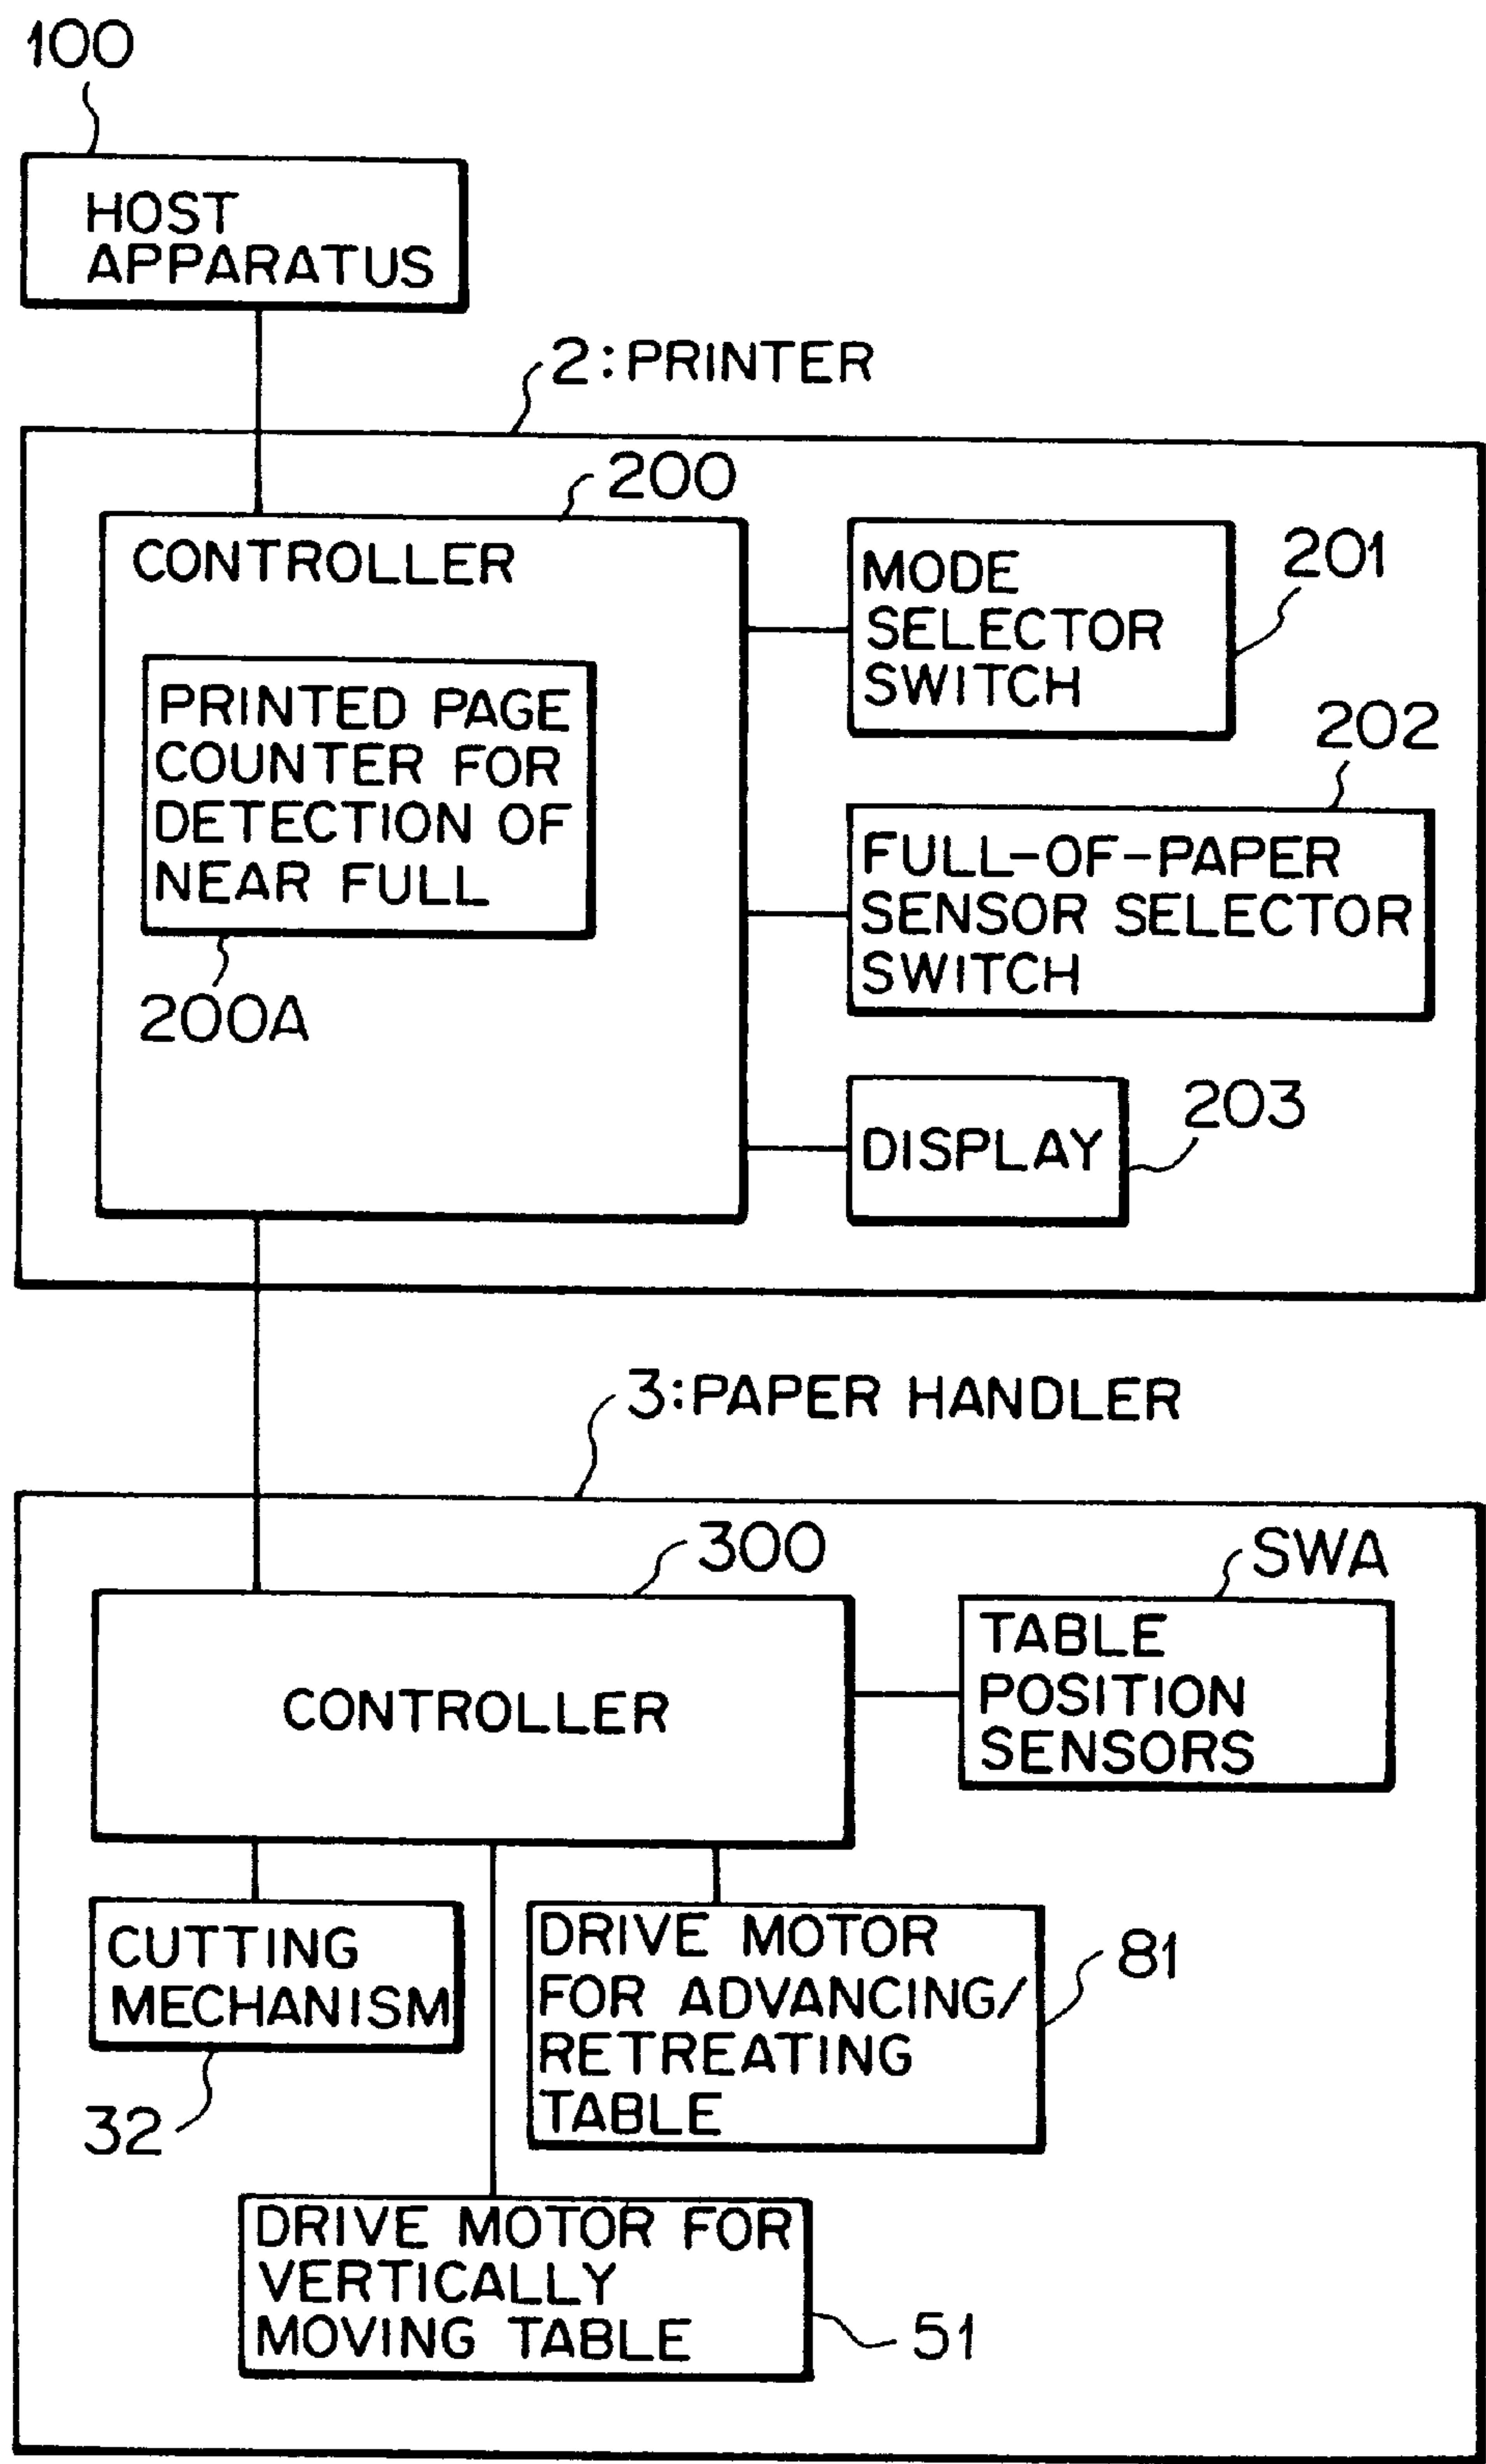 100
HOST
APPARATUS
2:PRINTER
200
CONTROLLER
PRINTED PAGE
COUNTER FOR
DETECTION OF
NEAR FULL
200A
MODE
SELECTOR
SWITCH
201
202
FULL-OF-PAPER
SENSOR SELECTOR
SWITCH
DISPLAY
203
3:PAPER HANDLER
300
CONTROLLER
SWA
TABLE
POSITION
SENSORS
CUTTING
MECHANISM
32
DRIVE MOTOR
FOR ADVANCING/
RETREATING
TABLE
81
DRIVE MOTOR FOR
VERTICALLY
MOVING TABLE
51